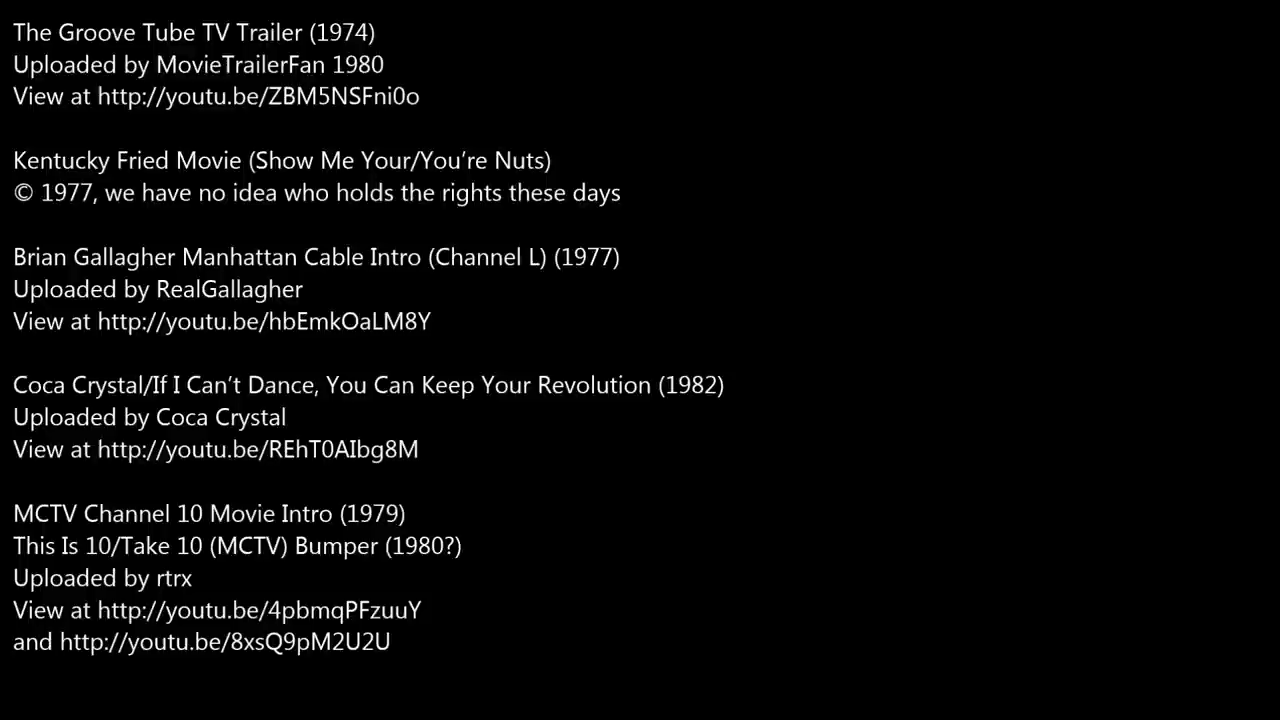 The Groove Tube TV Trailer (1974)
Uploaded by MovieTrailerFan 1980
View at http://youtu.be/ZBM5NSFni0o
Kentucky Fried Movie (Show Me Your/You’re Nuts)
© 1977, we have no idea who holds the rights these days
Brian Gallagher Manhattan Cable Intro (Channel L) (1977)
Uploaded by RealGallagher
View at http://youtu.be/hbEmkOaLM8Y
Coca Crystal/If I Can’t Dance, You Can Keep Your Revolution (1982)
Uploaded by Coca Crystal
View at http://youtu.be/REhT0AIbg8M
MCTV Channel 10 Movie Intro (1979)
This Is 10/Take 10 (MCTV) Bumper (1980?)
Uploaded by rtrx
View at http://youtu.be/4pbmqPFzuuY
and http://youtu.be/8xsQ9pM2U2U